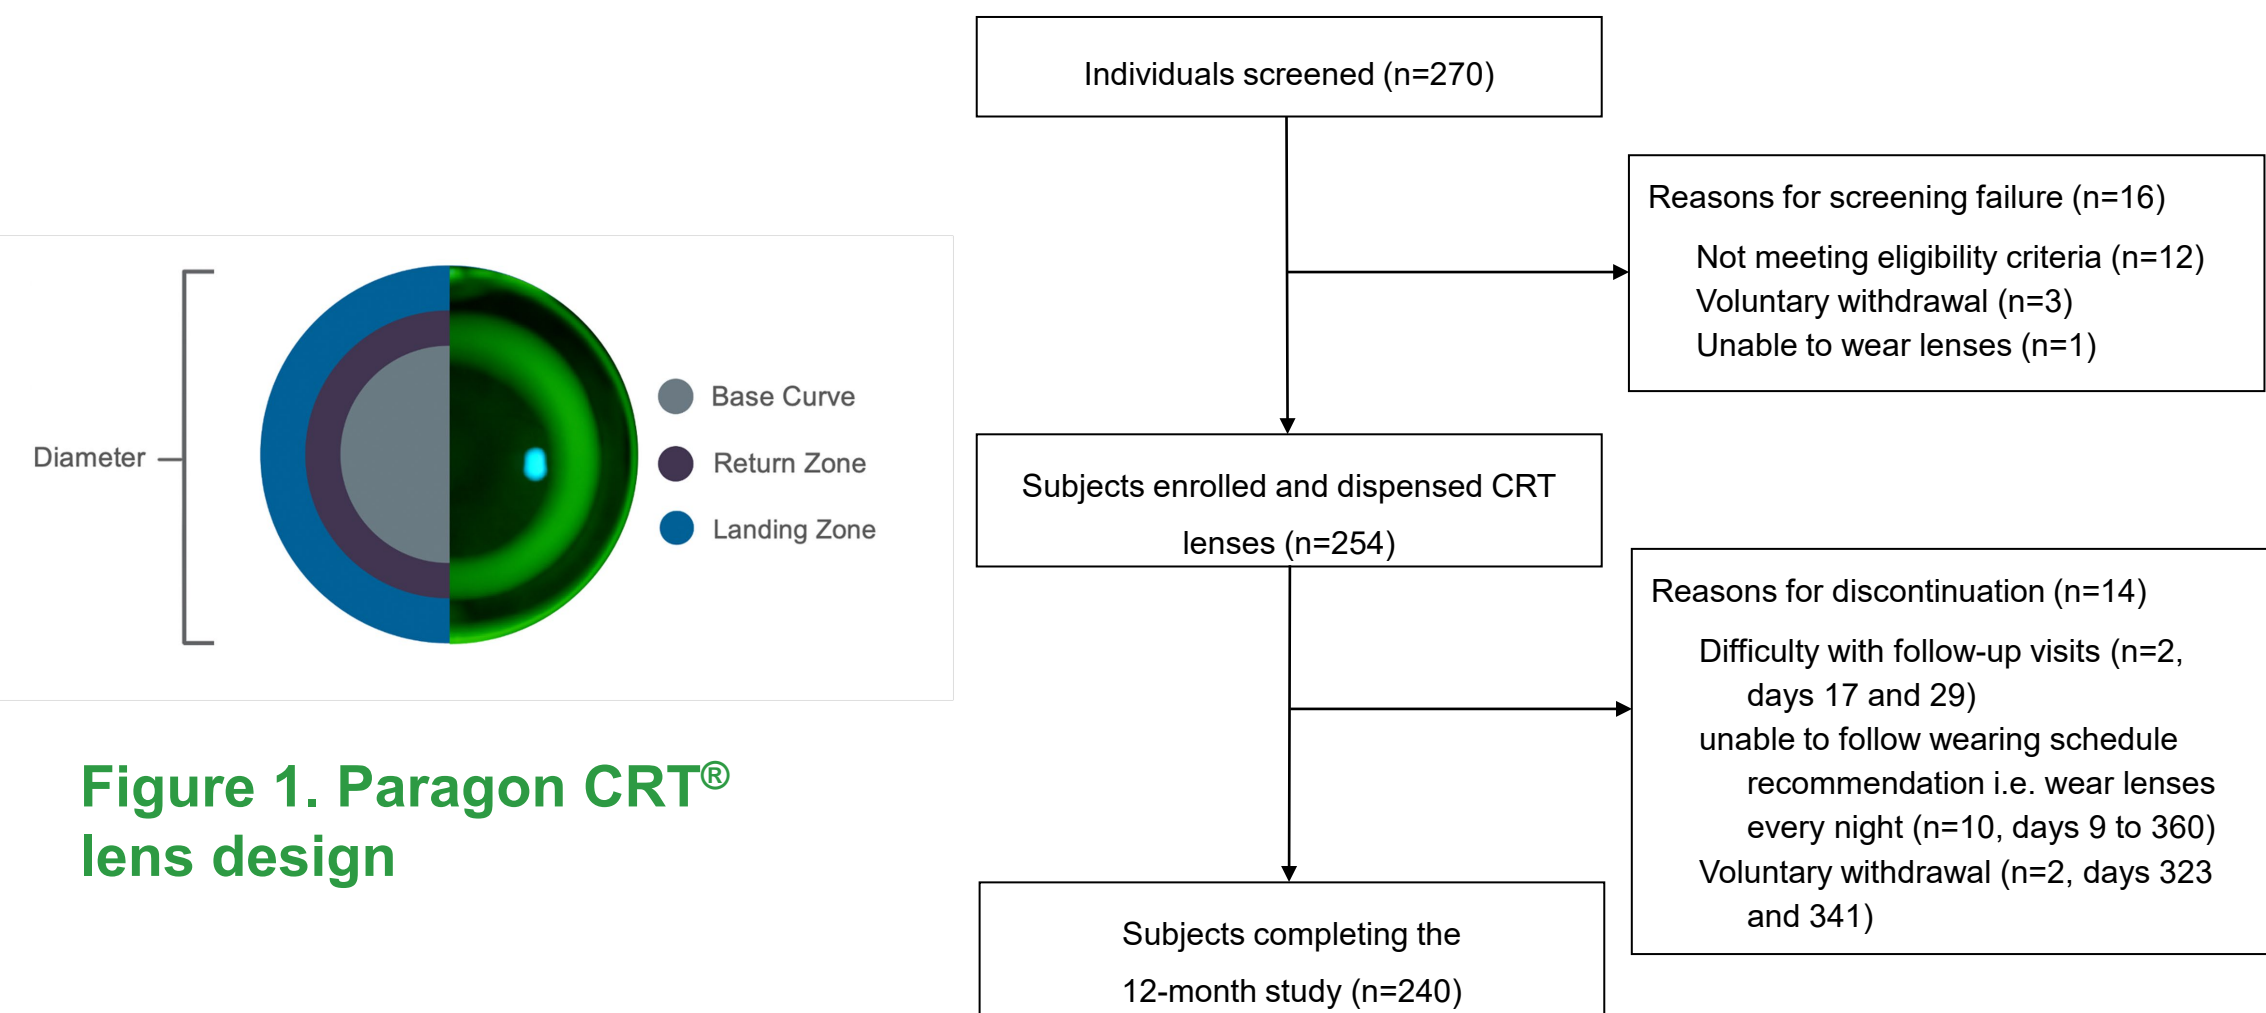 Diameter
Base Curve
Return Zone
Landing Zone
Figure 1. Paragon CRT®
lens design
Individuals screened (n=270)
Reasons for screening failure (n=16)
Not meeting eligibility criteria (n=12)
Voluntary withdrawal (n=3)
Unable to wear lenses (n=1)
Subjects enrolled and dispensed CRT
lenses (n=254)
Reasons for discontinuation (n=14)
Difficulty with follow-up visits (n=2,
days 17 and 29)
unable to follow wearing schedule
recommendation i.e. wear lenses
every night (n=10, days 9 to 360)
Voluntary withdrawal (n=2, days 323
and 341)
Subjects completing the
12-month study (n=240)